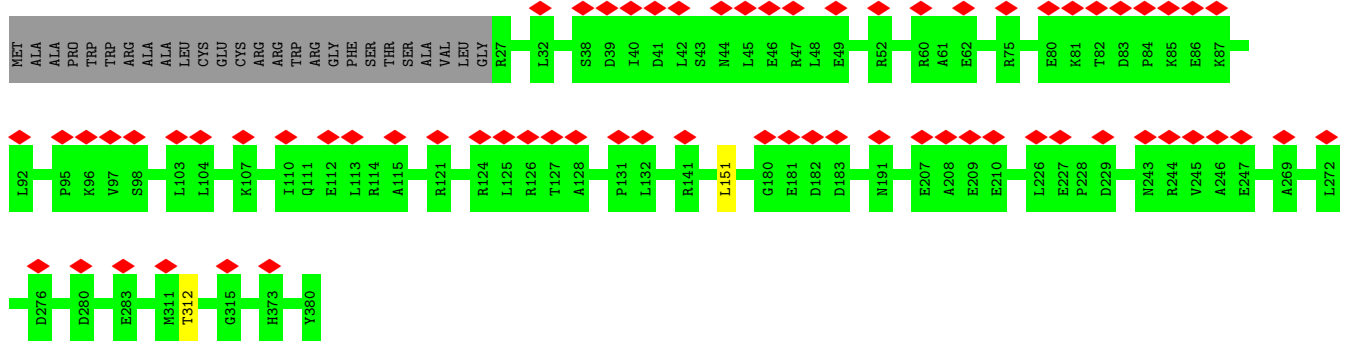 MET ALA ALA PRO TRP TRP ARG ALA ALA LEU CYS GLU CYS ARG ARG TRP ARG GLY PHE SER THR SER ALA VAL LEU GLY R27 L32 S38 D39 I40 D41 L42 S43 N44 L45 E46 R47 L48 E49 R52 R60 A61 E62 R75 E80 K81 T82 D83 P84 K85 E86 K87
L92 P95 K96 V97 S98 L103 L104 K107 I110 Q111 E112 L113 R114 A115 R121 R124 L125 R126 T127 A128 P131 L132 R141 L151 G180 E181 D182 D183 N191 E207 A208 E209 E210 L226 E227 P228 D229 N243 R244 V245 A246 E247 A269 L272
D276 D280 E283 M311 T312 G315 H373 Y380